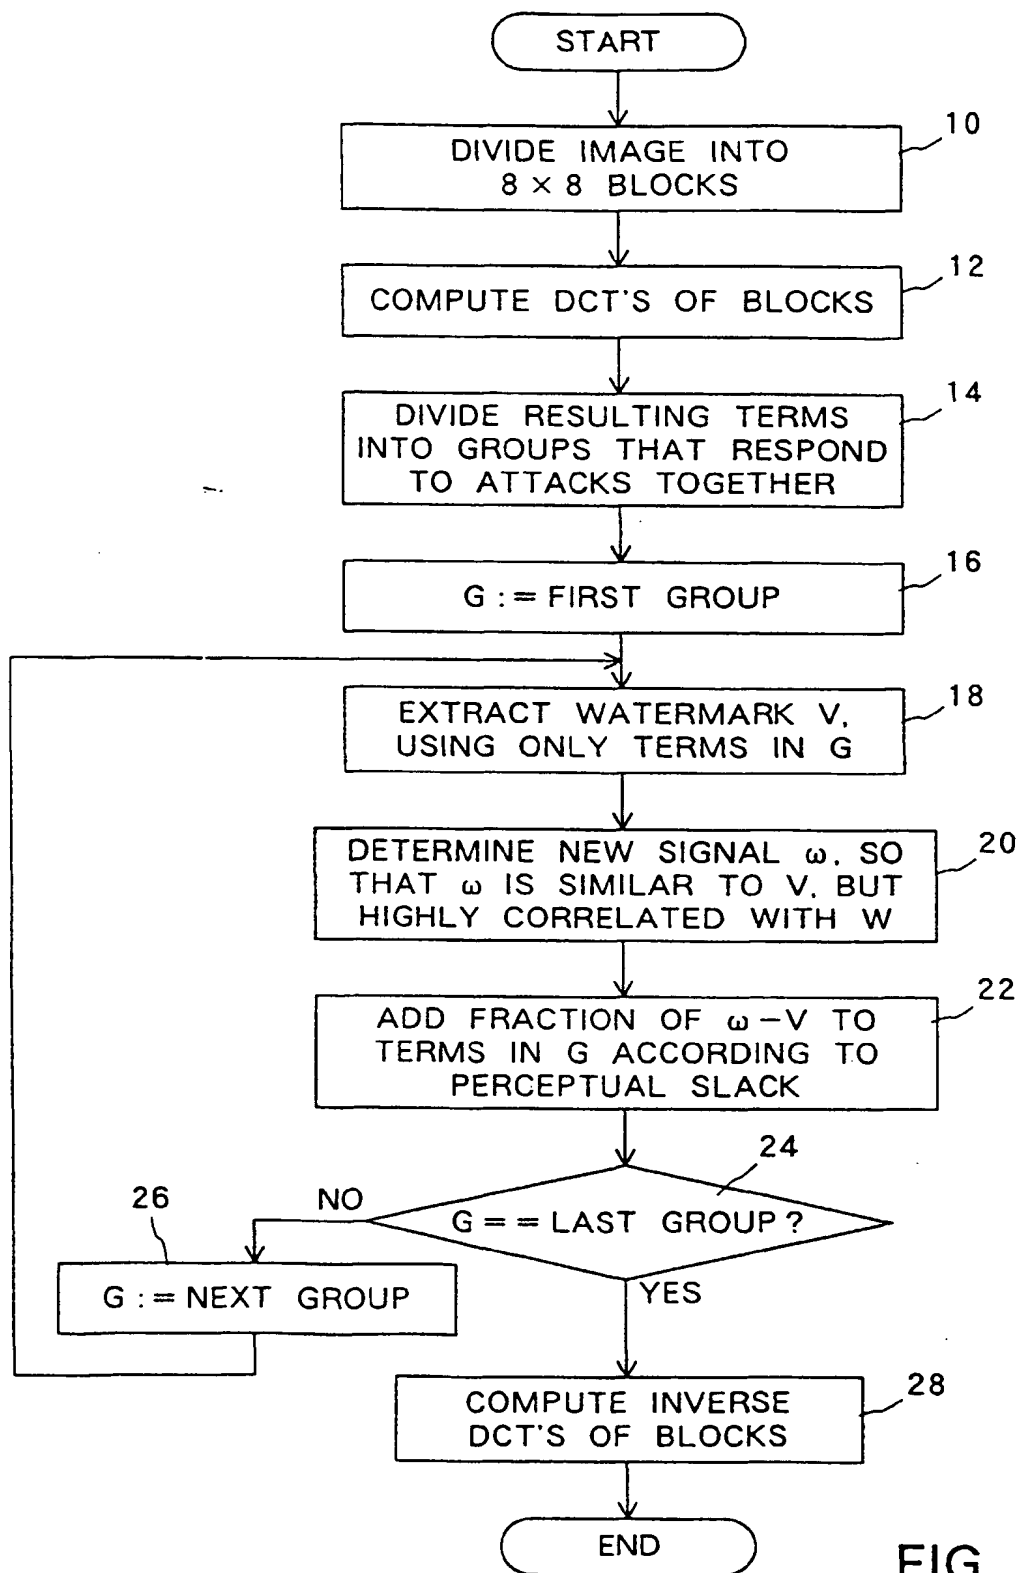 START
10
DIVIDE IMAGE INTO
8 × 8 BLOCKS
12
COMPUTE DCT'S OF BLOCKS
14
DIVIDE RESULTING TERMS
INTO GROUPS THAT RESPOND
TO ATTACKS TOGETHER
16
G := FIRST GROUP
18
EXTRACT WATERMARK V,
USING ONLY TERMS IN G
20
DETERMINE NEW SIGNAL ω, SO
THAT ω IS SIMILAR TO V, BUT
HIGHLY CORRELATED WITH W
22
ADD FRACTION OF ω-V TO
TERMS IN G ACCORDING TO
PERCEPTUAL SLACK
24
G == LAST GROUP?
NO
26
G := NEXT GROUP
YES
28
COMPUTE INVERSE
DCT'S OF BLOCKS
END
FIG